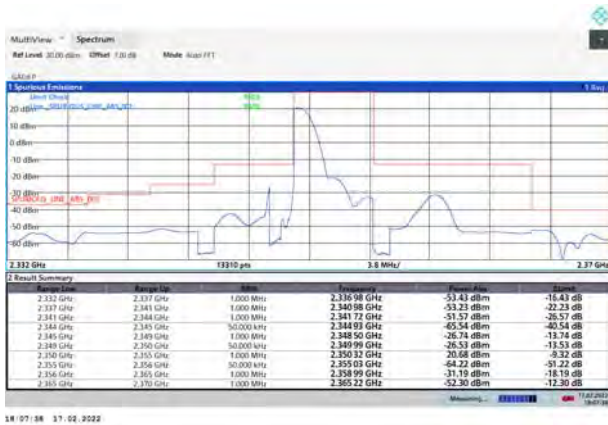 MultiView Spectrum
Ref Level 30.00 dBm Offset 7.00 dB Mode Auto FFT
1 Spurious Emissions
Limit Check
20 dBm
10 dBm
0 dBm
-10 dBm
-20 dBm
-30 dBm
-40 dBm
-50 dBm
-60 dBm
2.332 GHz 13310 pts 3.8 MHz/ 2.37 GHz
2 Result Summary
Range Low Range Up RBW Frequency Power Abs ΔLimit
2.332 GHz 2.337 GHz 1.000 MHz 2.336 98 GHz -53.43 dBm -16.43 dB
2.337 GHz 2.341 GHz 1.000 MHz 2.340 98 GHz -53.23 dBm -22.23 dB
2.341 GHz 2.344 GHz 1.000 MHz 2.341 72 GHz -51.57 dBm -26.57 dB
2.344 GHz 2.345 GHz 50.000 kHz 2.344 93 GHz -65.54 dBm -40.54 dB
2.345 GHz 2.349 GHz 1.000 MHz 2.348 50 GHz -26.74 dBm -13.74 dB
2.349 GHz 2.350 GHz 50.000 kHz 2.349 99 GHz -26.53 dBm -13.53 dB
2.350 GHz 2.355 GHz 1.000 MHz 2.350 32 GHz 20.68 dBm -9.32 dB
2.355 GHz 2.356 GHz 50.000 kHz 2.355 03 GHz -64.22 dBm -51.22 dB
2.356 GHz 2.365 GHz 1.000 MHz 2.358 99 GHz -31.19 dBm -18.19 dB
2.365 GHz 2.370 GHz 1.000 MHz 2.365 22 GHz -52.30 dBm -12.30 dB
Measuring...
18:07:38 17.02.2022